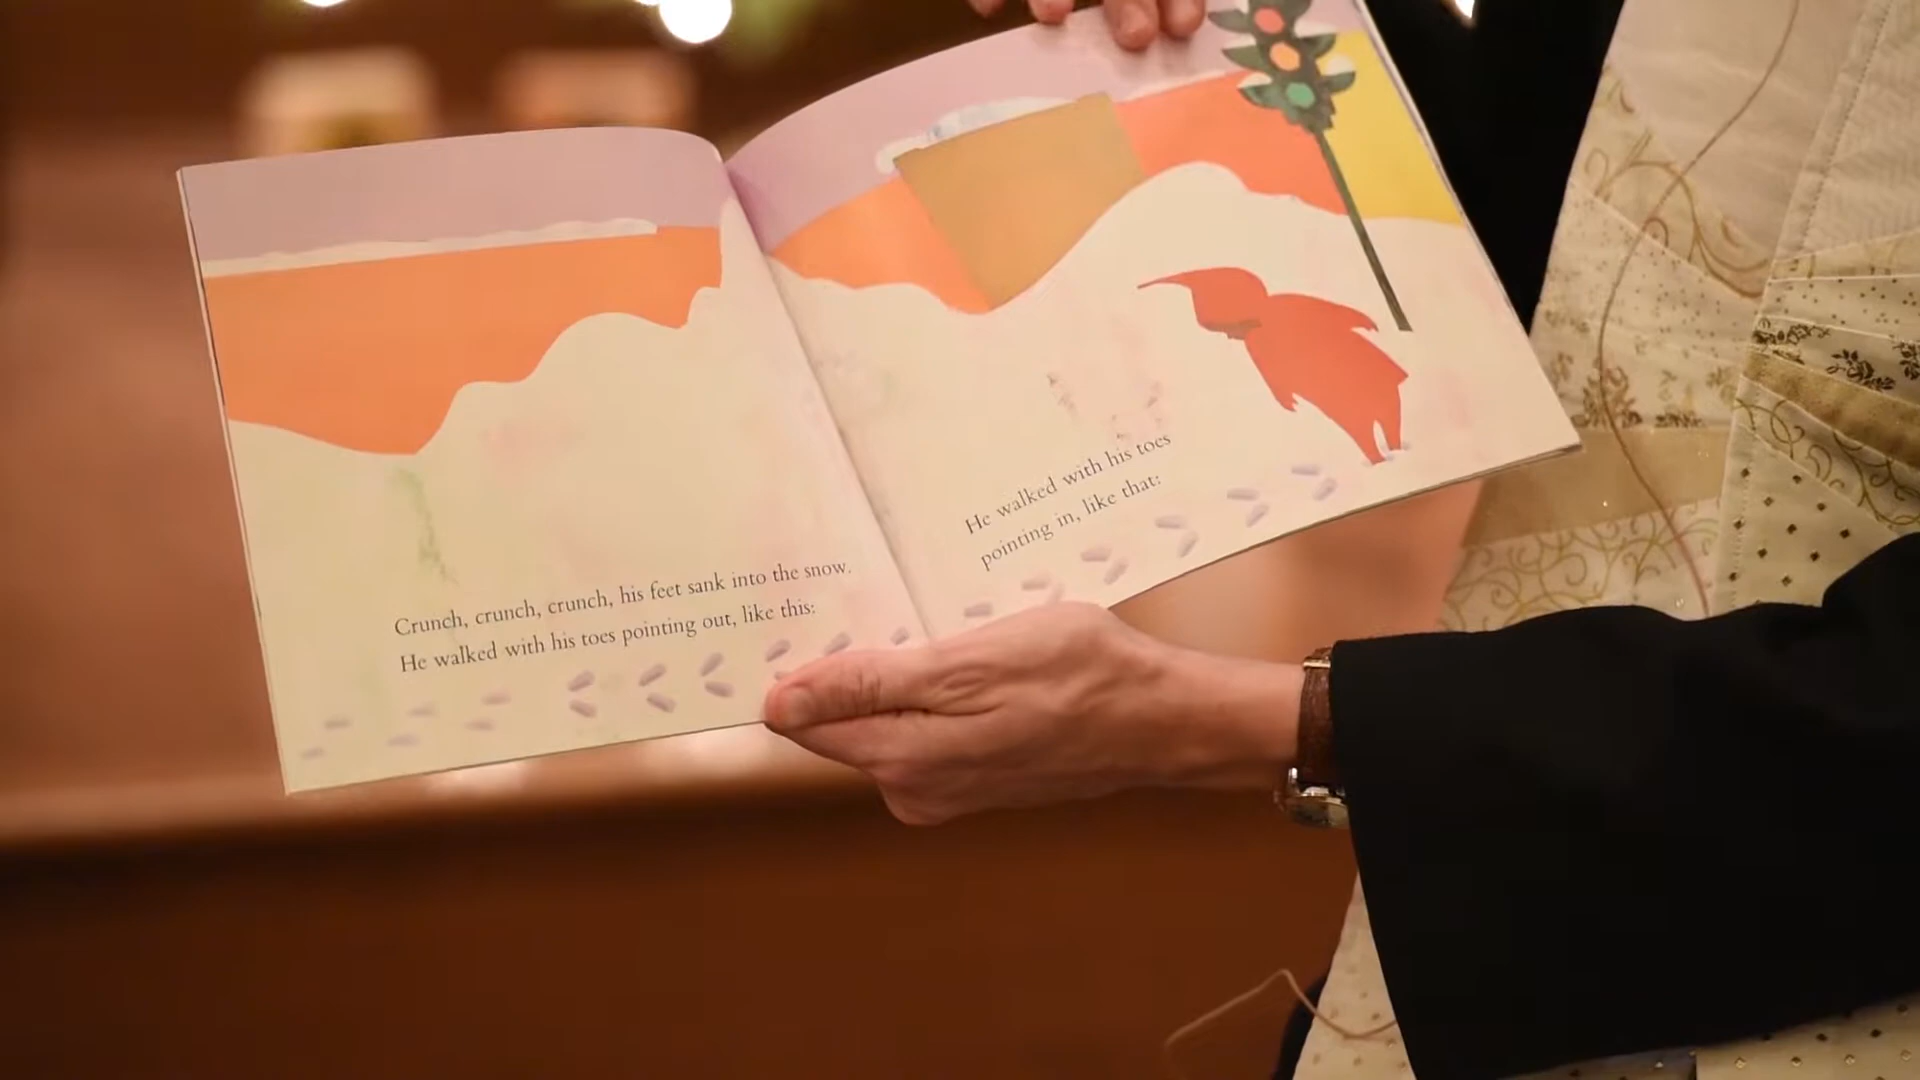 Crunch, crunch, crunch, his feet sank into the snow.
He walked with his toes pointing out, like this:
He walked with his toes
pointing in, like that: